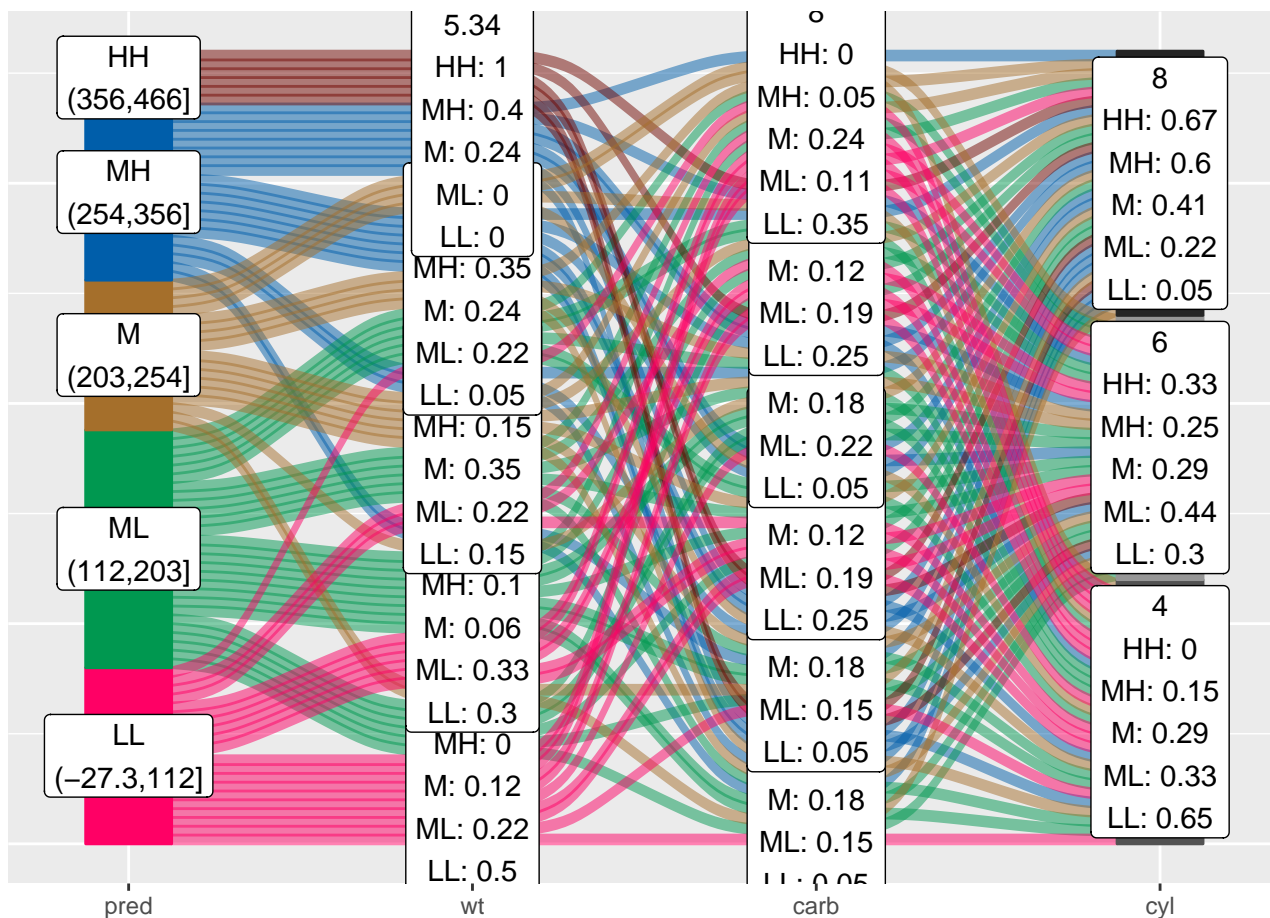 HH
(356,466]
MH
(254,356]
M
(203,254]
ML
(112,203]
LL
(–27.3,112]
5.34
HH: 1
MH: 0.4
M: 0.24
ML: 0
LL: 0
MH: 0.35
M: 0.24
ML: 0.22
LL: 0.05
MH: 0.15
M: 0.35
ML: 0.22
LL: 0.15
MH: 0.1
M: 0.06
ML: 0.33
LL: 0.3
MH: 0
M: 0.12
ML: 0.22
LL: 0.5
8
HH: 0
MH: 0.05
M: 0.24
ML: 0.11
LL: 0.35
M: 0.12
ML: 0.19
LL: 0.25
M: 0.18
ML: 0.22
LL: 0.05
M: 0.12
ML: 0.19
LL: 0.25
M: 0.18
ML: 0.15
LL: 0.05
M: 0.18
ML: 0.15
LL: 0.05
8
HH: 0.67
MH: 0.6
M: 0.41
ML: 0.22
LL: 0.05
6
HH: 0.33
MH: 0.25
M: 0.29
ML: 0.44
LL: 0.3
4
HH: 0
MH: 0.15
M: 0.29
ML: 0.33
LL: 0.65
pred
wt
carb
cyl